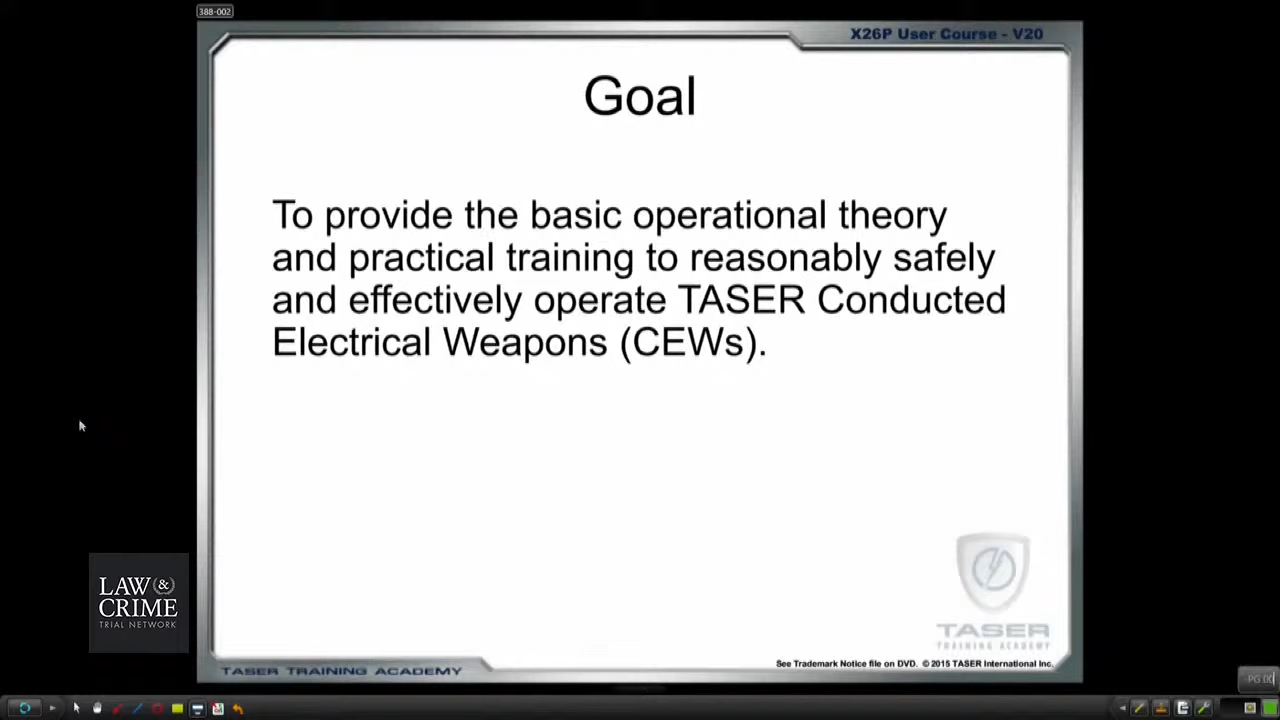 388-002
X26P User Course - V20
Goal
To provide the basic operational theory
and practical training to reasonably safely
and effectively operate TASER Conducted
Electrical Weapons (CEWs).
LAW &
CRIME
TRIAL NETWORK
TASER
TRAINING ACADEMY
See Trademark Notice file on DVD. © 2015 TASER International Inc.
TASER TRAINING ACADEMY
PG 00